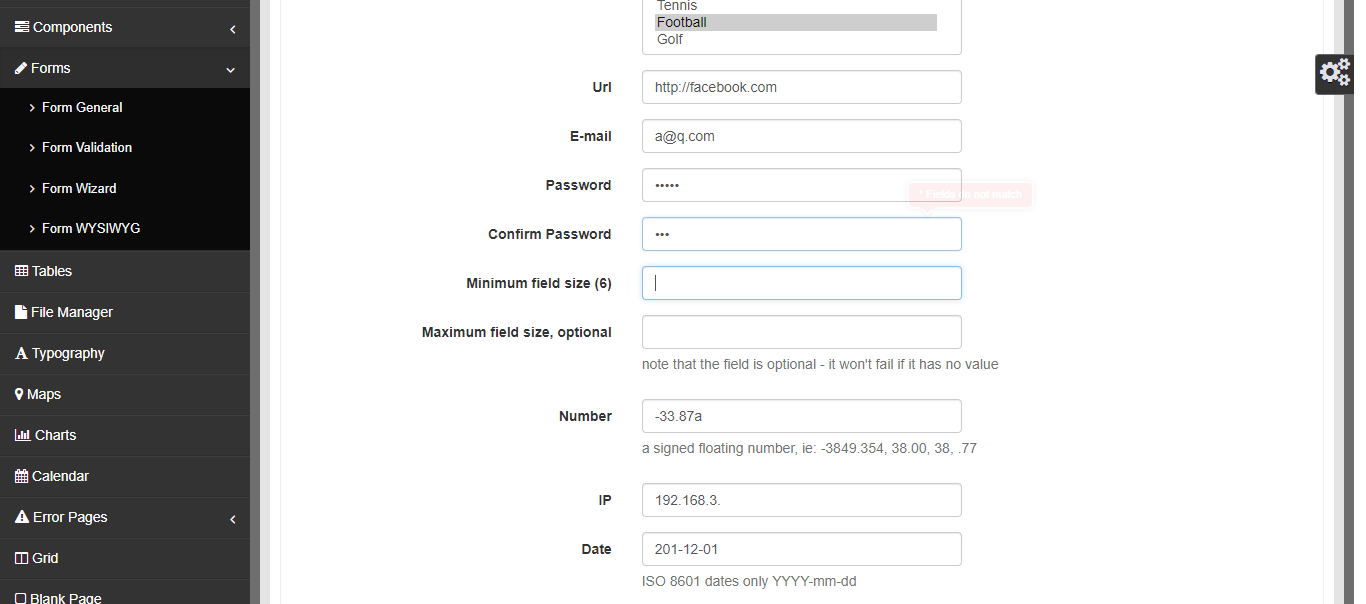 Components
Forms
Form General
Form Validation
Form Wizard
Form WYSIWYG
Tables
File Manager
Typography
Maps
Charts
Calendar
Error Pages
Grid
Blank Page
Tennis
Football
Golf
Url http://facebook.com
E-mail a@q.com
Password •••••
* Fields do not match
Confirm Password •••
Minimum field size (6)
Maximum field size, optional
note that the field is optional - it won't fail if it has no value
Number -33.87a
a signed floating number, ie: -3849.354, 38.00, 38, .77
IP 192.168.3.
Date 201-12-01
ISO 8601 dates only YYYY-mm-dd